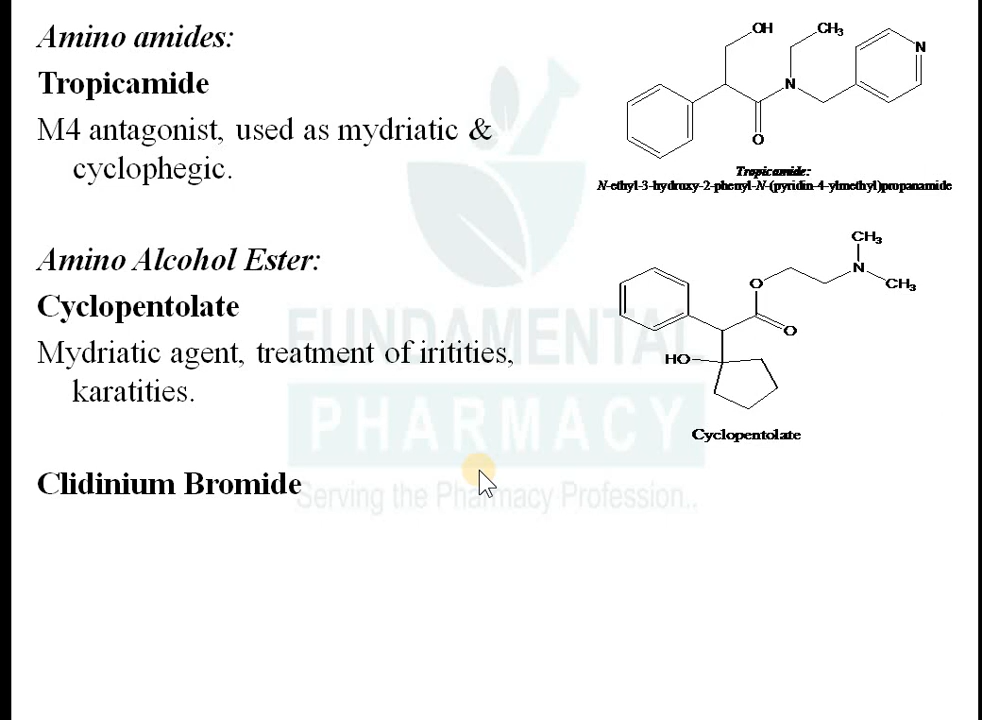 Amino amides:
Tropicamide
M4 antagonist, used as mydriatic &
cyclophegic.
OH
CH3
N
N
O
Tropicamide:
N-ethyl-3-hydroxy-2-phenyl-N-(pyridin-4-ylmethyl)propanamide
Amino Alcohol Ester:
Cyclopentolate
Mydriatic agent, treatment of iritities,
karatities.
CH3
N
CH3
O
O
HO
Cyclopentolate
Clidinium Bromide
FUNDAMENTAL
PHARMACY
Serving the Pharmacy Profession..